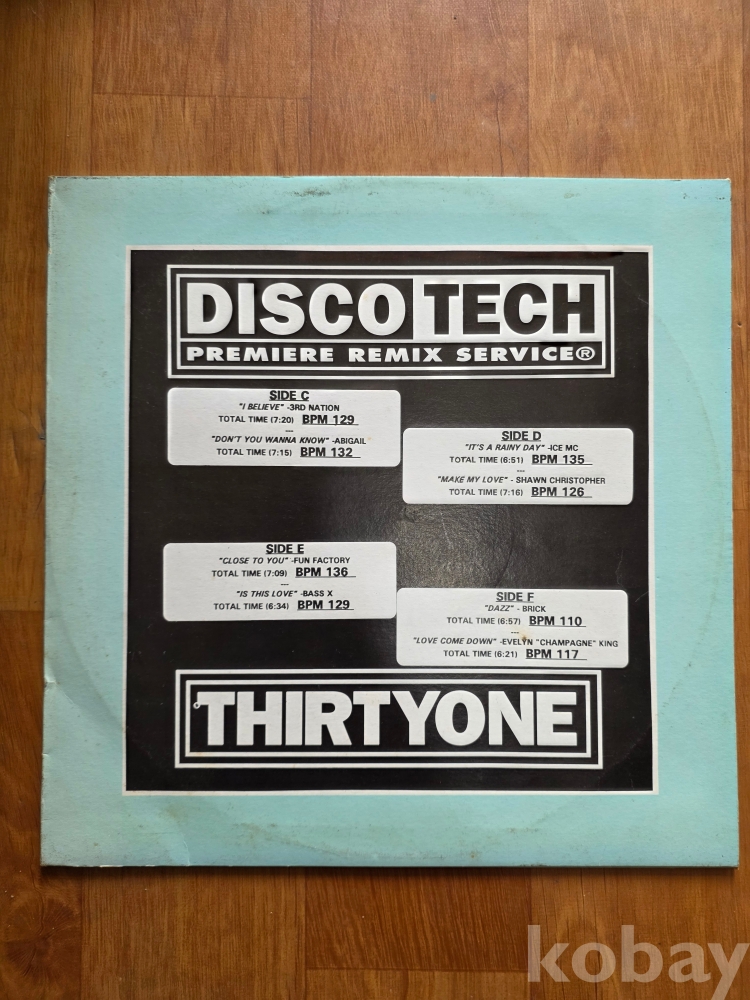 DISCOTECH
PREMIERE REMIX SERVICE®
SIDE C
"I BELIEVE" -3RD NATION
TOTAL TIME (7:20) BPM 129
---
"DON'T YOU WANNA KNOW" -ABIGAIL
TOTAL TIME (7:15) BPM 132
SIDE D
"IT'S A RAINY DAY" -ICE MC
TOTAL TIME (6:51) BPM 135
---
"MAKE MY LOVE" - SHAWN CHRISTOPHER
TOTAL TIME (7:16) BPM 126
SIDE E
"CLOSE TO YOU" -FUN FACTORY
TOTAL TIME (7:09) BPM 136
---
"IS THIS LOVE" -BASS X
TOTAL TIME (6:34) BPM 129
SIDE F
"DAZZ" - BRICK
TOTAL TIME (6:57) BPM 110
---
"LOVE COME DOWN" -EVELYN "CHAMPAGNE" KING
TOTAL TIME (6:21) BPM 117
THIRTYONE
kobay